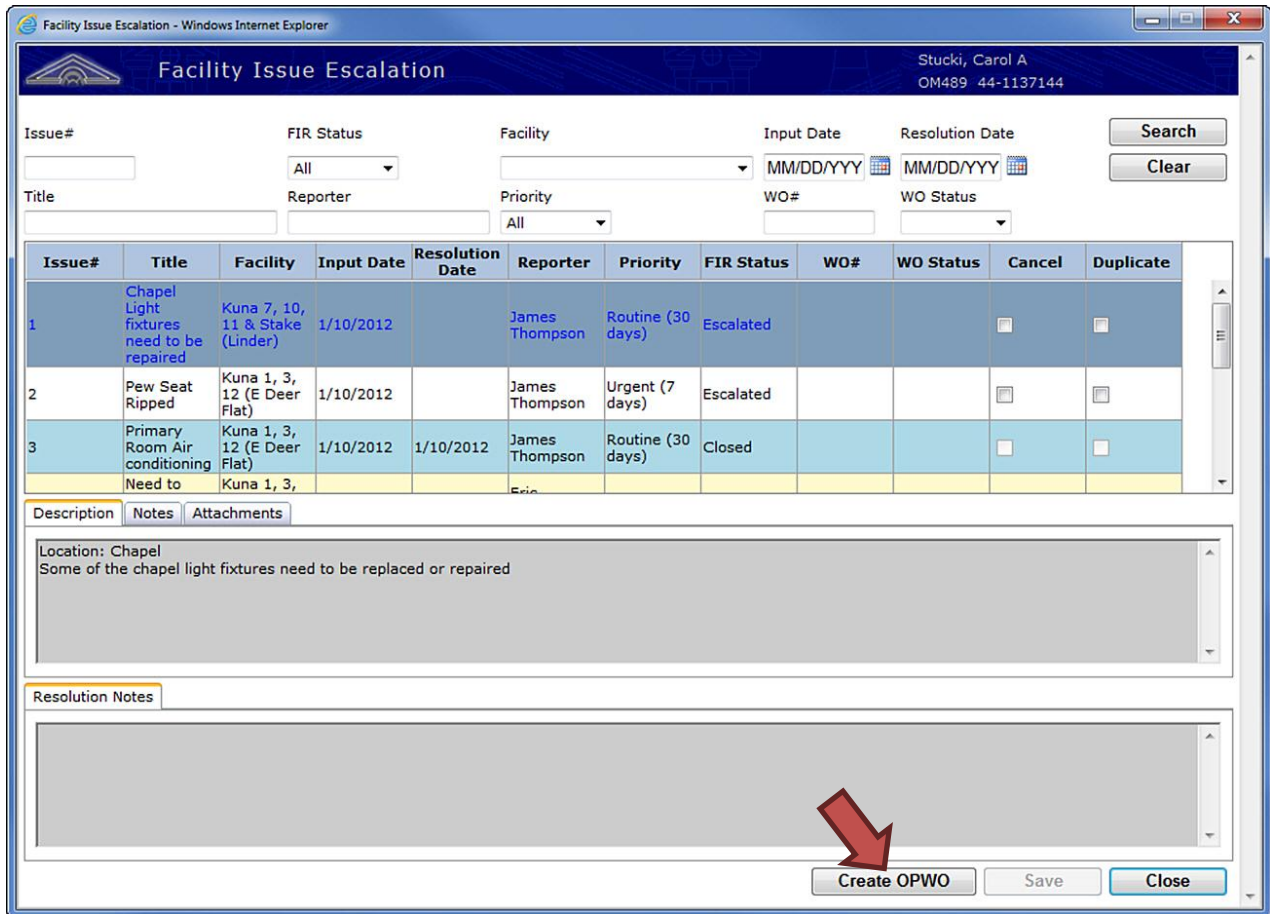 Facility Issue Escalation - Windows Internet Explorer
Facility Issue Escalation
Stucki, Carol A
OM489 44-1137144
Issue# FIR Status Facility Input Date Resolution Date Search
All MM/DD/YYY MM/DD/YYY Clear
Title Reporter Priority WO# WO Status
All
Issue# Title Facility Input Date Resolution Date Reporter Priority FIR Status WO# WO Status Cancel Duplicate
1 Chapel Light fixtures need to be repaired Kuna 7, 10, 11 & Stake (Linder) 1/10/2012 James Thompson Routine (30 days) Escalated
2 Pew Seat Ripped Kuna 1, 3, 12 (E Deer Flat) 1/10/2012 James Thompson Urgent (7 days) Escalated
3 Primary Room Air conditioning Kuna 1, 3, 12 (E Deer Flat) 1/10/2012 1/10/2012 James Thompson Routine (30 days) Closed
Need to Kuna 1, 3, Eric
Description Notes Attachments
Location: Chapel
Some of the chapel light fixtures need to be replaced or repaired
Resolution Notes
Create OPWO Save Close